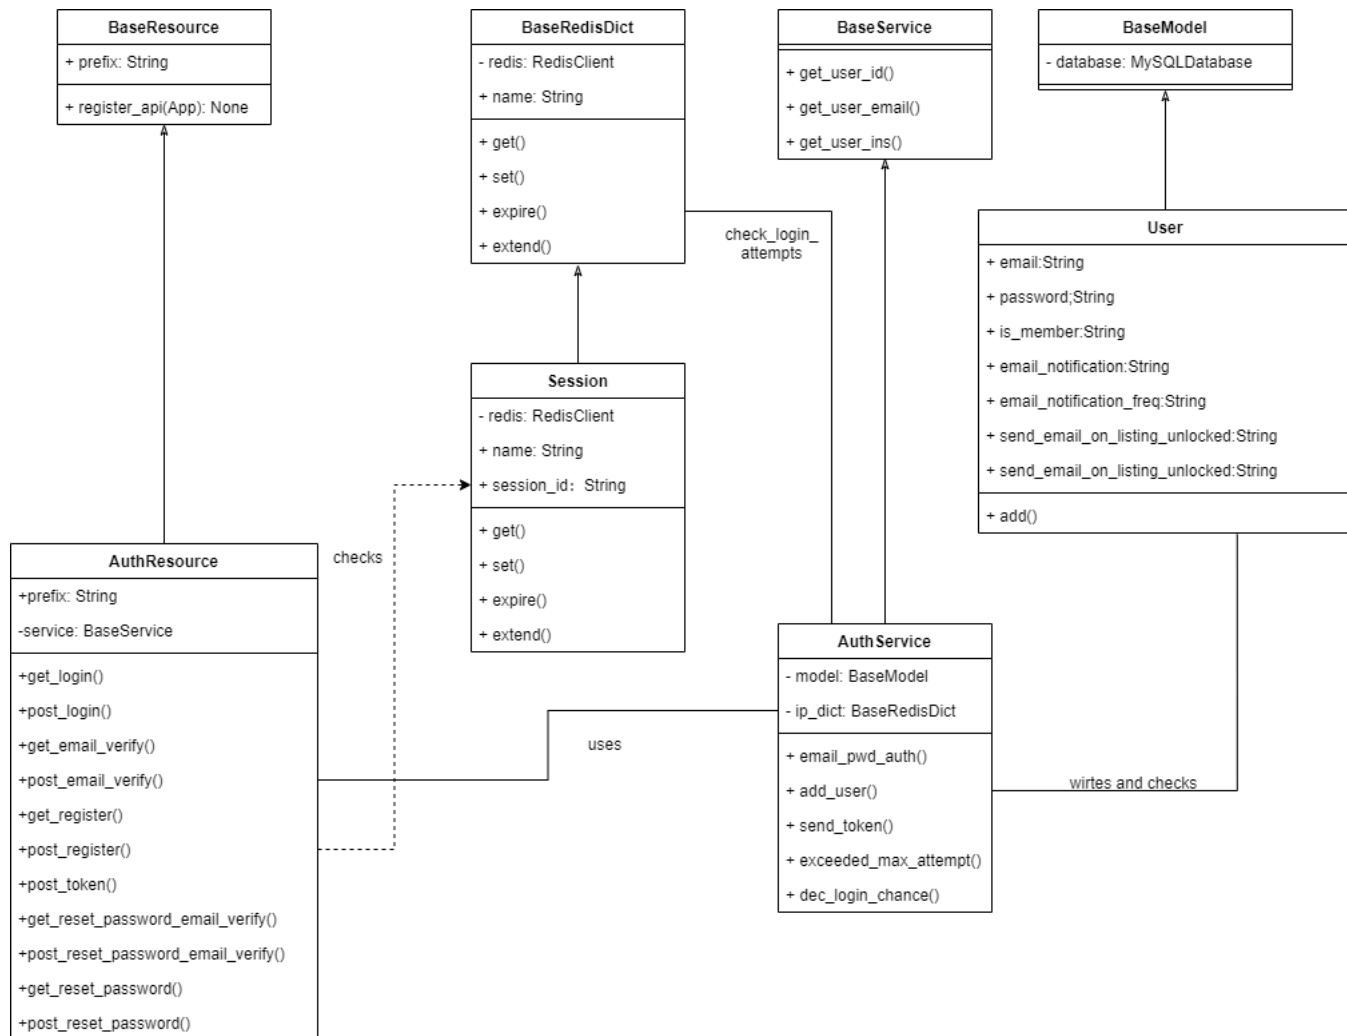 BaseResource
+ prefix: String
+ register_api(App): None
BaseRedisDict
- redis: RedisClient
+ name: String
+ get()
+ set()
+ expire()
+ extend()
BaseService
+ get_user_id()
+ get_user_email()
+ get_user_ins()
BaseModel
- database: MySQLDatabase
check_login_
attempts
User
+ email:String
+ password;String
+ is_member:String
+ email_notification:String
+ email_notification_freq:String
+ send_email_on_listing_unlocked:String
+ send_email_on_listing_unlocked:String
+ add()
Session
- redis: RedisClient
+ name: String
+ session_id: String
+ get()
+ set()
+ expire()
+ extend()
checks
AuthResource
+prefix: String
-service: BaseService
+get_login()
+post_login()
+get_email_verify()
+post_email_verify()
+get_register()
+post_register()
+post_token()
+get_reset_password_email_verify()
+post_reset_password_email_verify()
+get_reset_password()
+post_reset_password()
uses
AuthService
- model: BaseModel
- ip_dict: BaseRedisDict
+ email_pwd_auth()
+ add_user()
+ send_token()
+ exceeded_max_attempt()
+ dec_login_chance()
wirtes and checks